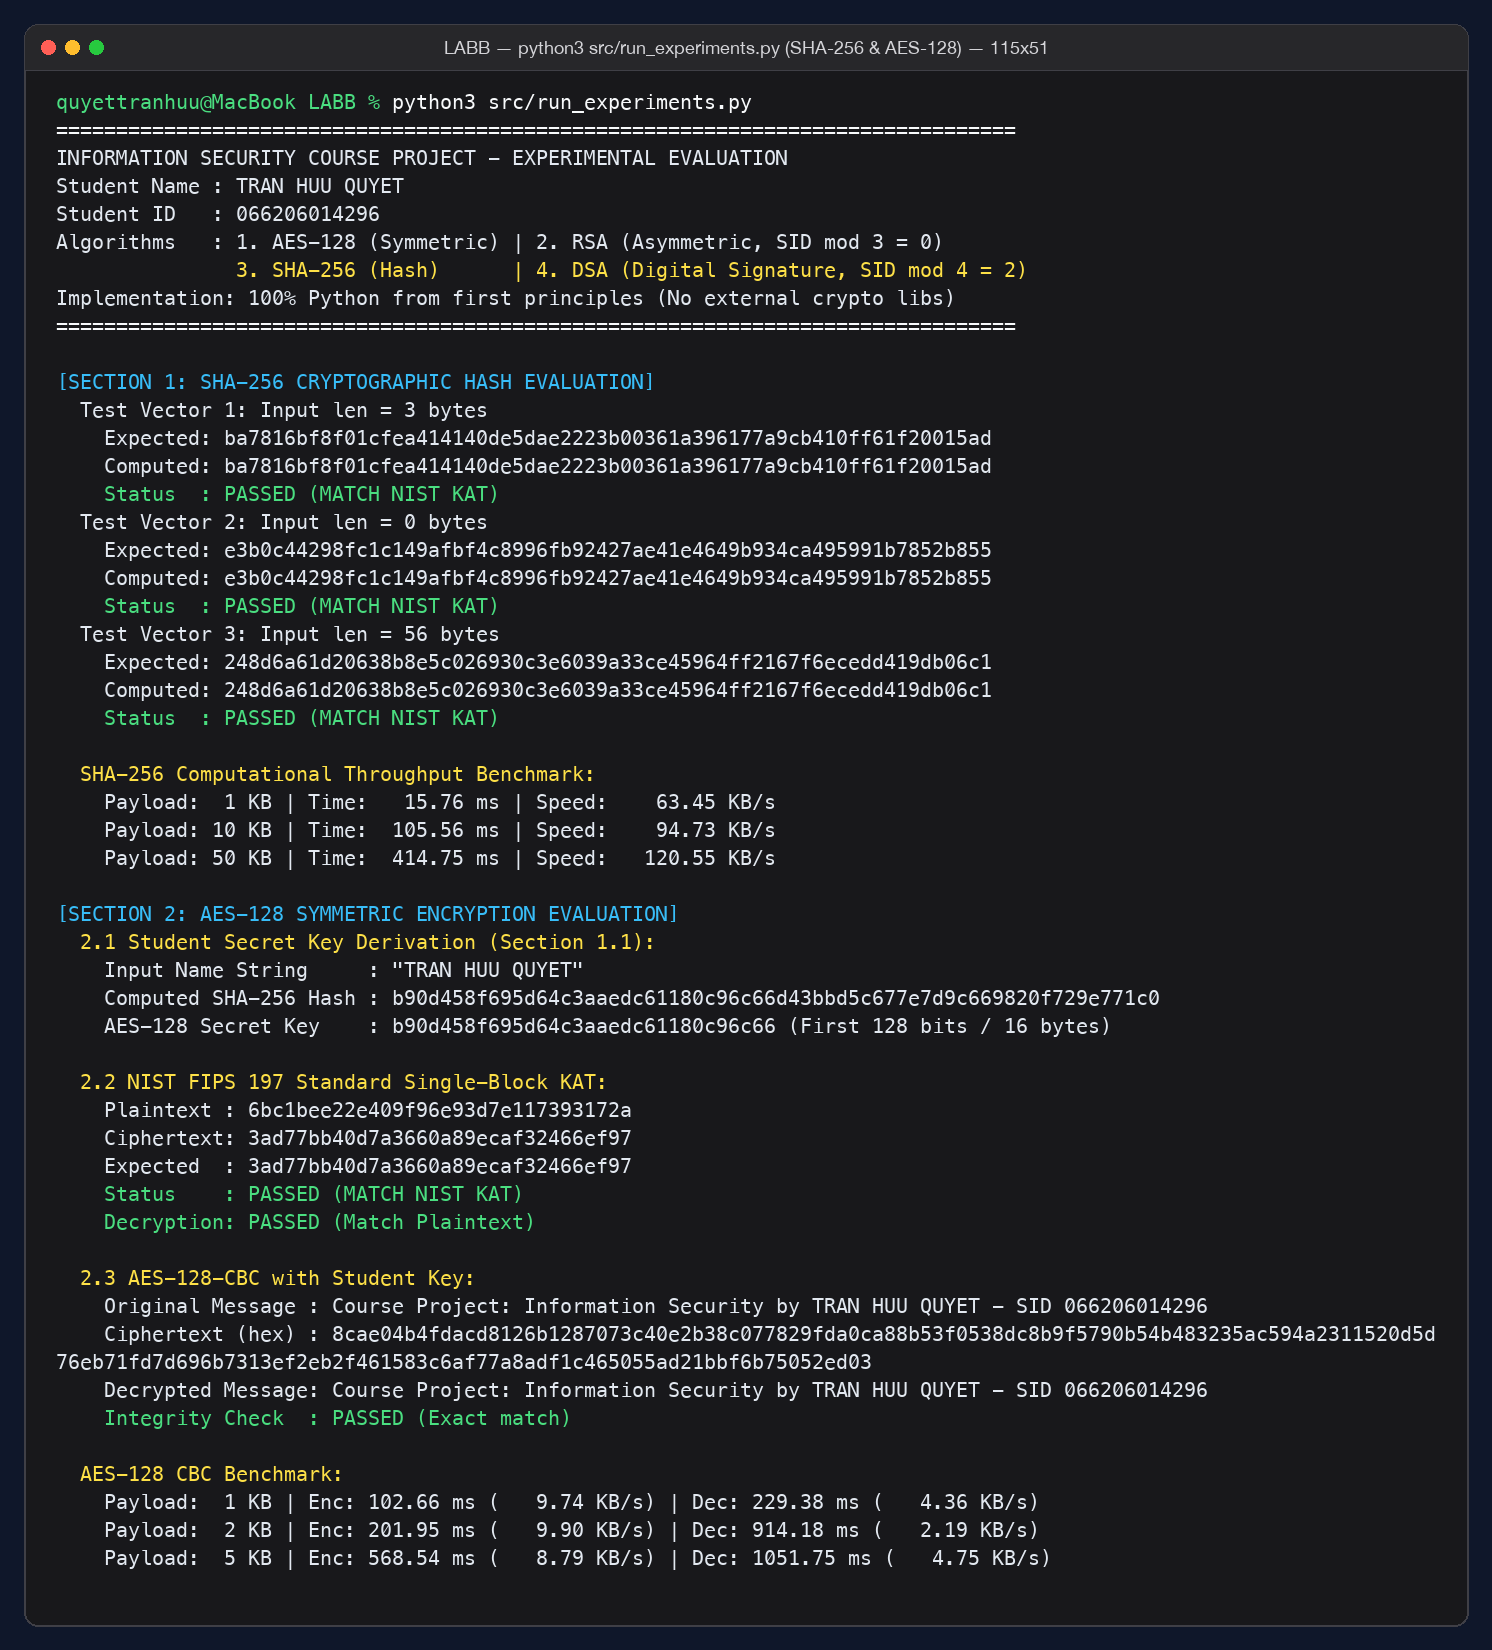 LABB — python3 src/run_experiments.py (SHA-256 & AES-128) — 115x51
quyettranhuu@MacBook LABB % python3 src/run_experiments.py
================================================================================
INFORMATION SECURITY COURSE PROJECT – EXPERIMENTAL EVALUATION
Student Name : TRAN HUU QUYET
Student ID   : 066206014296
Algorithms   : 1. AES–128 (Symmetric) | 2. RSA (Asymmetric, SID mod 3 = 0)
               3. SHA–256 (Hash)      | 4. DSA (Digital Signature, SID mod 4 = 2)
Implementation: 100% Python from first principles (No external crypto libs)
================================================================================
[SECTION 1: SHA–256 CRYPTOGRAPHIC HASH EVALUATION]
  Test Vector 1: Input len = 3 bytes
    Expected: ba7816bf8f01cfea414140de5dae2223b00361a396177a9cb410ff61f20015ad
    Computed: ba7816bf8f01cfea414140de5dae2223b00361a396177a9cb410ff61f20015ad
    Status  : PASSED (MATCH NIST KAT)
  Test Vector 2: Input len = 0 bytes
    Expected: e3b0c44298fc1c149afbf4c8996fb92427ae41e4649b934ca495991b7852b855
    Computed: e3b0c44298fc1c149afbf4c8996fb92427ae41e4649b934ca495991b7852b855
    Status  : PASSED (MATCH NIST KAT)
  Test Vector 3: Input len = 56 bytes
    Expected: 248d6a61d20638b8e5c026930c3e6039a33ce45964ff2167f6ecedd419db06c1
    Computed: 248d6a61d20638b8e5c026930c3e6039a33ce45964ff2167f6ecedd419db06c1
    Status  : PASSED (MATCH NIST KAT)
  SHA–256 Computational Throughput Benchmark:
    Payload:  1 KB | Time:   15.76 ms | Speed:    63.45 KB/s
    Payload: 10 KB | Time:  105.56 ms | Speed:    94.73 KB/s
    Payload: 50 KB | Time:  414.75 ms | Speed:   120.55 KB/s
[SECTION 2: AES–128 SYMMETRIC ENCRYPTION EVALUATION]
  2.1 Student Secret Key Derivation (Section 1.1):
    Input Name String     : "TRAN HUU QUYET"
    Computed SHA–256 Hash : b90d458f695d64c3aaedc61180c96c66d43bbd5c677e7d9c669820f729e771c0
    AES–128 Secret Key    : b90d458f695d64c3aaedc61180c96c66 (First 128 bits / 16 bytes)
  2.2 NIST FIPS 197 Standard Single–Block KAT:
    Plaintext : 6bc1bee22e409f96e93d7e117393172a
    Ciphertext: 3ad77bb40d7a3660a89ecaf32466ef97
    Expected  : 3ad77bb40d7a3660a89ecaf32466ef97
    Status    : PASSED (MATCH NIST KAT)
    Decryption: PASSED (Match Plaintext)
  2.3 AES–128–CBC with Student Key:
    Original Message : Course Project: Information Security by TRAN HUU QUYET – SID 066206014296
    Ciphertext (hex) : 8cae04b4fdacd8126b1287073c40e2b38c077829fda0ca88b53f0538dc8b9f5790b54b483235ac594a2311520d5d
76eb71fd7d696b7313ef2eb2f461583c6af77a8adf1c465055ad21bbf6b75052ed03
    Decrypted Message: Course Project: Information Security by TRAN HUU QUYET – SID 066206014296
    Integrity Check  : PASSED (Exact match)
  AES–128 CBC Benchmark:
    Payload:  1 KB | Enc: 102.66 ms (   9.74 KB/s) | Dec: 229.38 ms (   4.36 KB/s)
    Payload:  2 KB | Enc: 201.95 ms (   9.90 KB/s) | Dec: 914.18 ms (   2.19 KB/s)
    Payload:  5 KB | Enc: 568.54 ms (   8.79 KB/s) | Dec: 1051.75 ms (   4.75 KB/s)